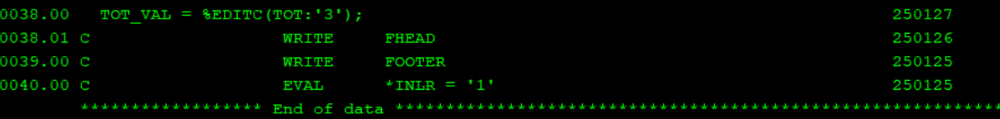 0038.00   TOT_VAL = %EDITC(TOT:'3');   250127
0038.01 C   WRITE   FHEAD   250126
0039.00 C   WRITE   FOOTER   250125
0040.00 C   EVAL   *INLR = '1'   250125
****************** End of data ************************************************************